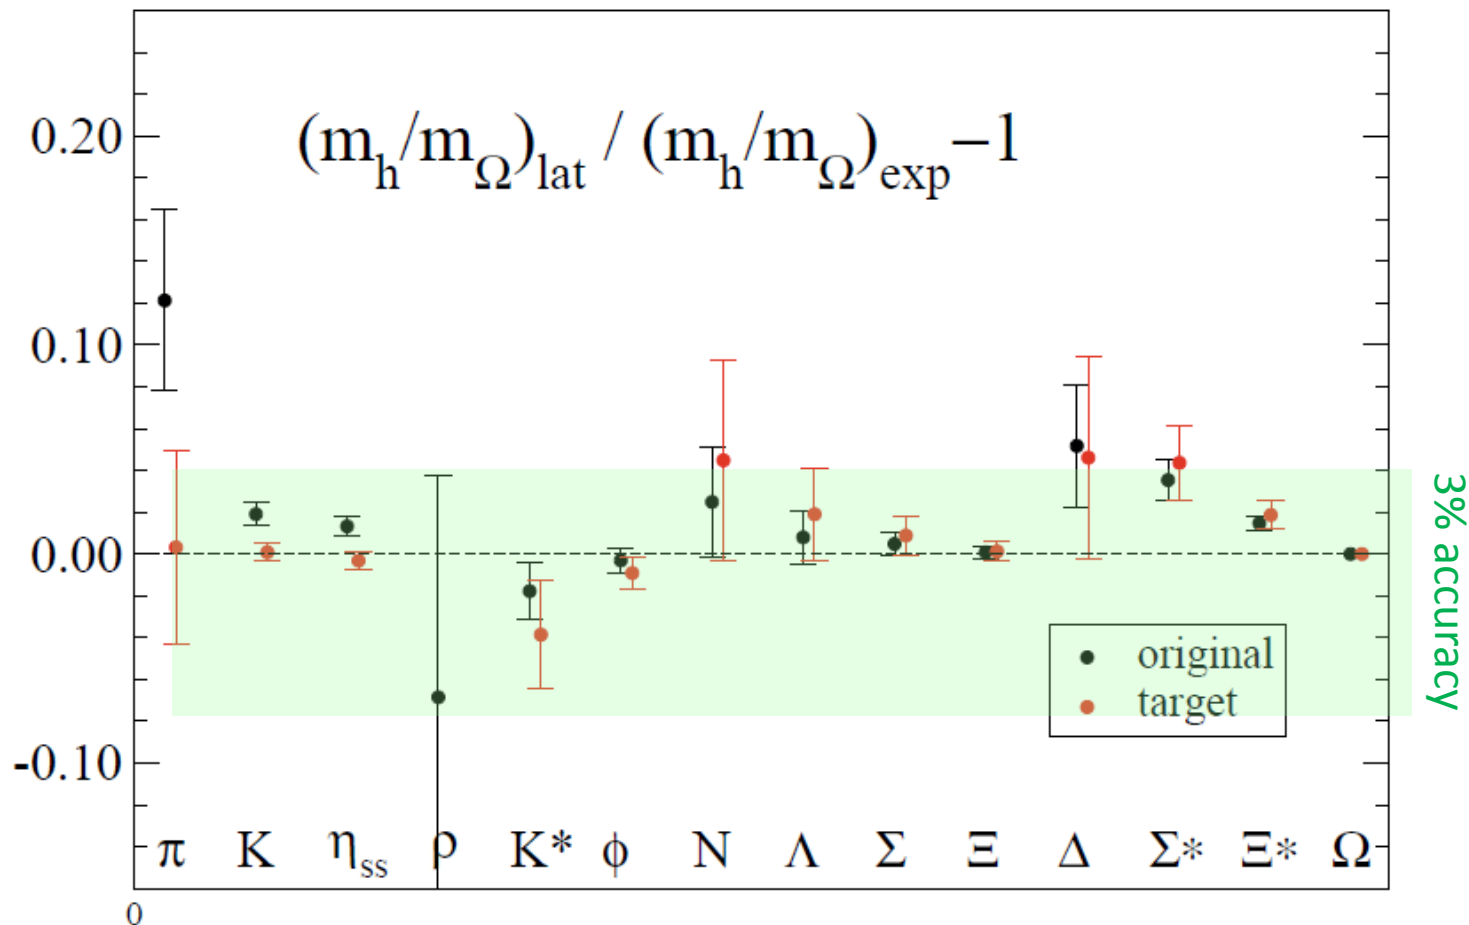 0.20
(m_h/m_Ω)_lat / (m_h/m_Ω)_exp−1
0.10
0.00
3% accuracy
original
target
-0.10
π K η_ss ρ K* ϕ N Λ Σ Ξ Δ Σ* Ξ* Ω
0